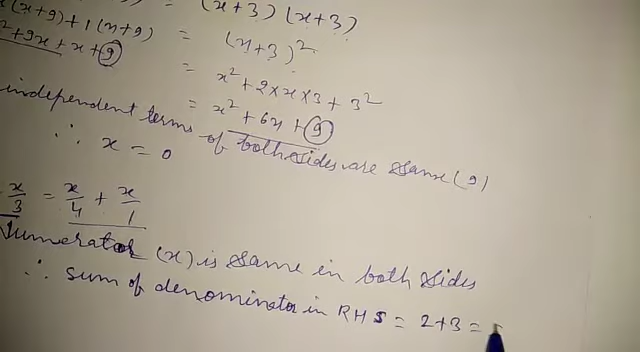 = (x+3) (x+3)
x(x+9)+1(x+9) = (x+3)²
x²+9x+x+9 = x²+2×x×3+3²
= x²+6x+9
independent terms of both sides are same (9)
∴ x = 0
x/3 = x/4 + x/1
Numerator (x) is same in both sides
∴ sum of denominator in RHS = 2+3 =